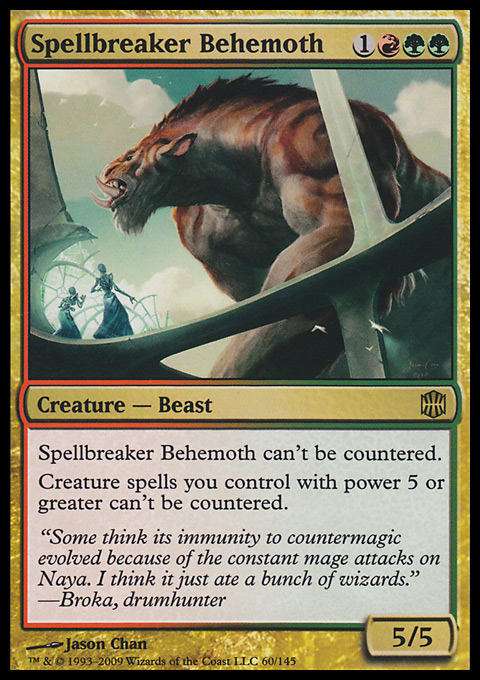 Spellbreaker Behemoth 1
Creature — Beast
Spellbreaker Behemoth can't be countered.
Creature spells you control with power 5 or
greater can't be countered.
“Some think its immunity to countermagic
evolved because of the constant mage attacks on
Naya. I think it just ate a bunch of wizards.”
—Broka, drumhunter
Jason Chan
5/5
™ & © 1993–2009 Wizards of the Coast LLC 60/145